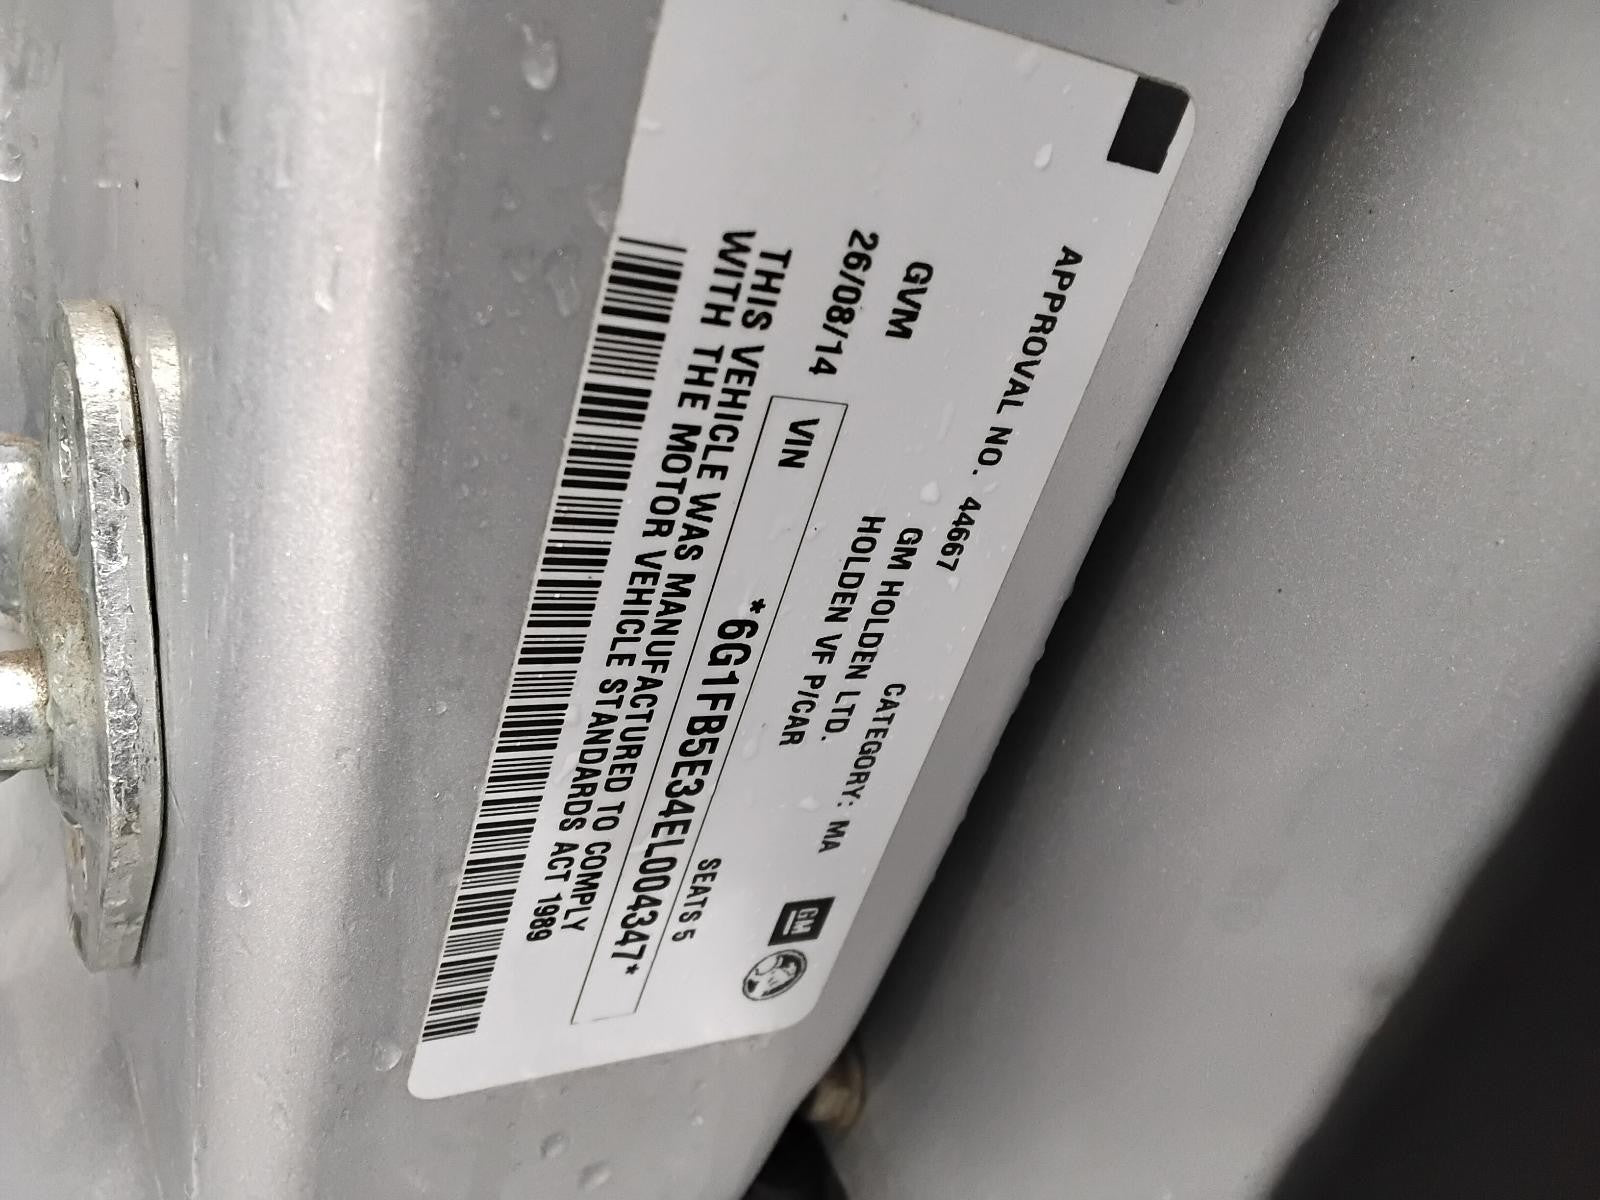 APPROVAL NO. 44667
CATEGORY: MA
GM
GM HOLDEN LTD.
GVM
HOLDEN VF P/CAR
26/08/14
SEATS 5
VIN *6G1FB5E34EL004347*
THIS VEHICLE WAS MANUFACTURED TO COMPLY
WITH THE MOTOR VEHICLE STANDARDS ACT 1989